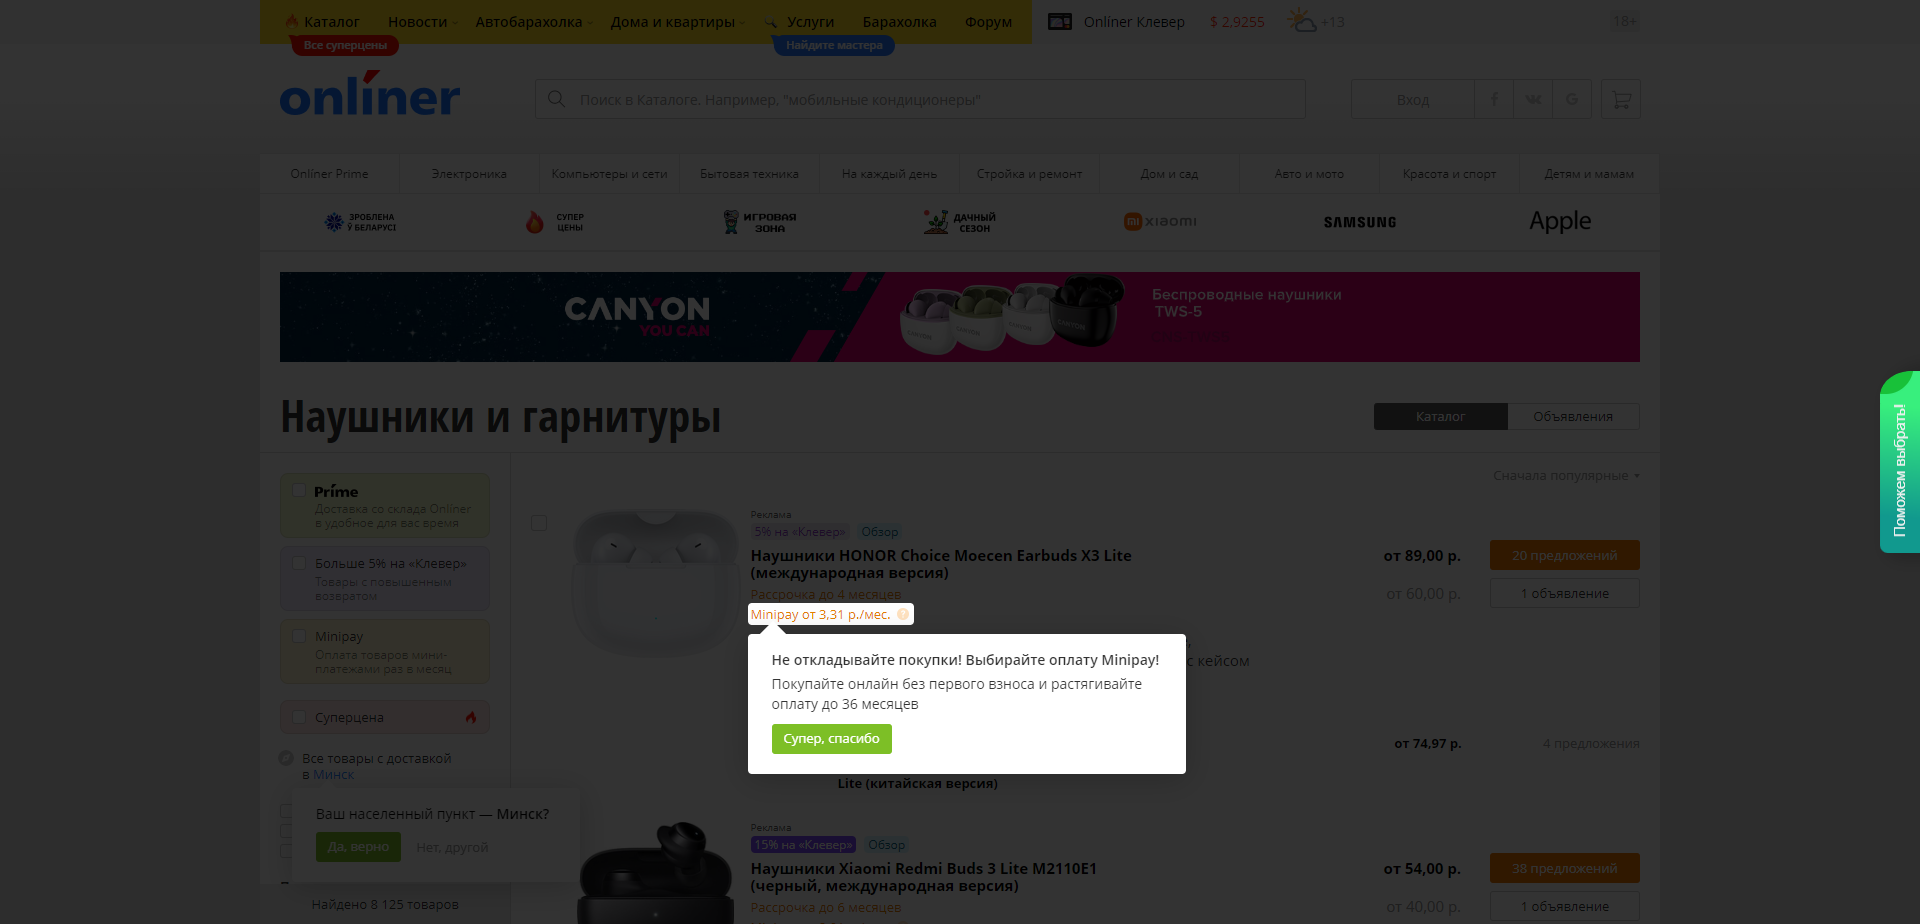 Каталог Новости Автобарахолка Дома и квартиры Услуги Барахолка Форум Onlíner Клевер $ 2,9255 +13 18+
Все суперцены Найдите мастера
onlíner
Поиск в Каталоге. Например, "мобильные кондиционеры"
Вход
Onlíner Prime Электроника Компьютеры и сети Бытовая техника На каждый день Стройка и ремонт Дом и сад Авто и мото Красота и спорт Детям и мамам
ЗРОБЛЕНА
Ў БЕЛАРУСІ
СУПЕР
ЦЕНЫ
ИГРОВАЯ
ЗОНА
ДАЧНЫЙ
СЕЗОН
mi xiaomi
SAMSUNG
Apple
CANYON
YOU CAN
Беспроводные наушники
TWS-5
Наушники и гарнитуры
Каталог Объявления
Сначала популярные
Príme
Доставка со склада Onlíner
в удобное для вас время
Больше 5% на «Клевер»
Товары с повышенным
возвратом
Minipay
Оплата товаров мини-
платежами раз в месяц
Суперцена
Все товары с доставкой
в Минск
Ваш населенный пункт — Минск?
Да, верно Нет, другой
Найдено 8 125 товаров
Реклама
5% на «Клевер» Обзор
Наушники HONOR Choice Moecen Earbuds X3 Lite
(международная версия)
Рассрочка до 4 месяцев
Minipay от 3,31 р./мес. ?
от 89,00 р. 20 предложений
от 60,00 р. 1 объявление
с кейсом
Не откладывайте покупки! Выбирайте оплату Minipay!
Покупайте онлайн без первого взноса и растягивайте
оплату до 36 месяцев
Супер, спасибо
от 74,97 р. 4 предложения
Lite (китайская версия)
Реклама
15% на «Клевер» Обзор
Наушники Xiaomi Redmi Buds 3 Lite M2110E1
(черный, международная версия)
Рассрочка до 6 месяцев
от 54,00 р. 38 предложений
от 40,00 р. 1 объявление
Поможем выбрать!